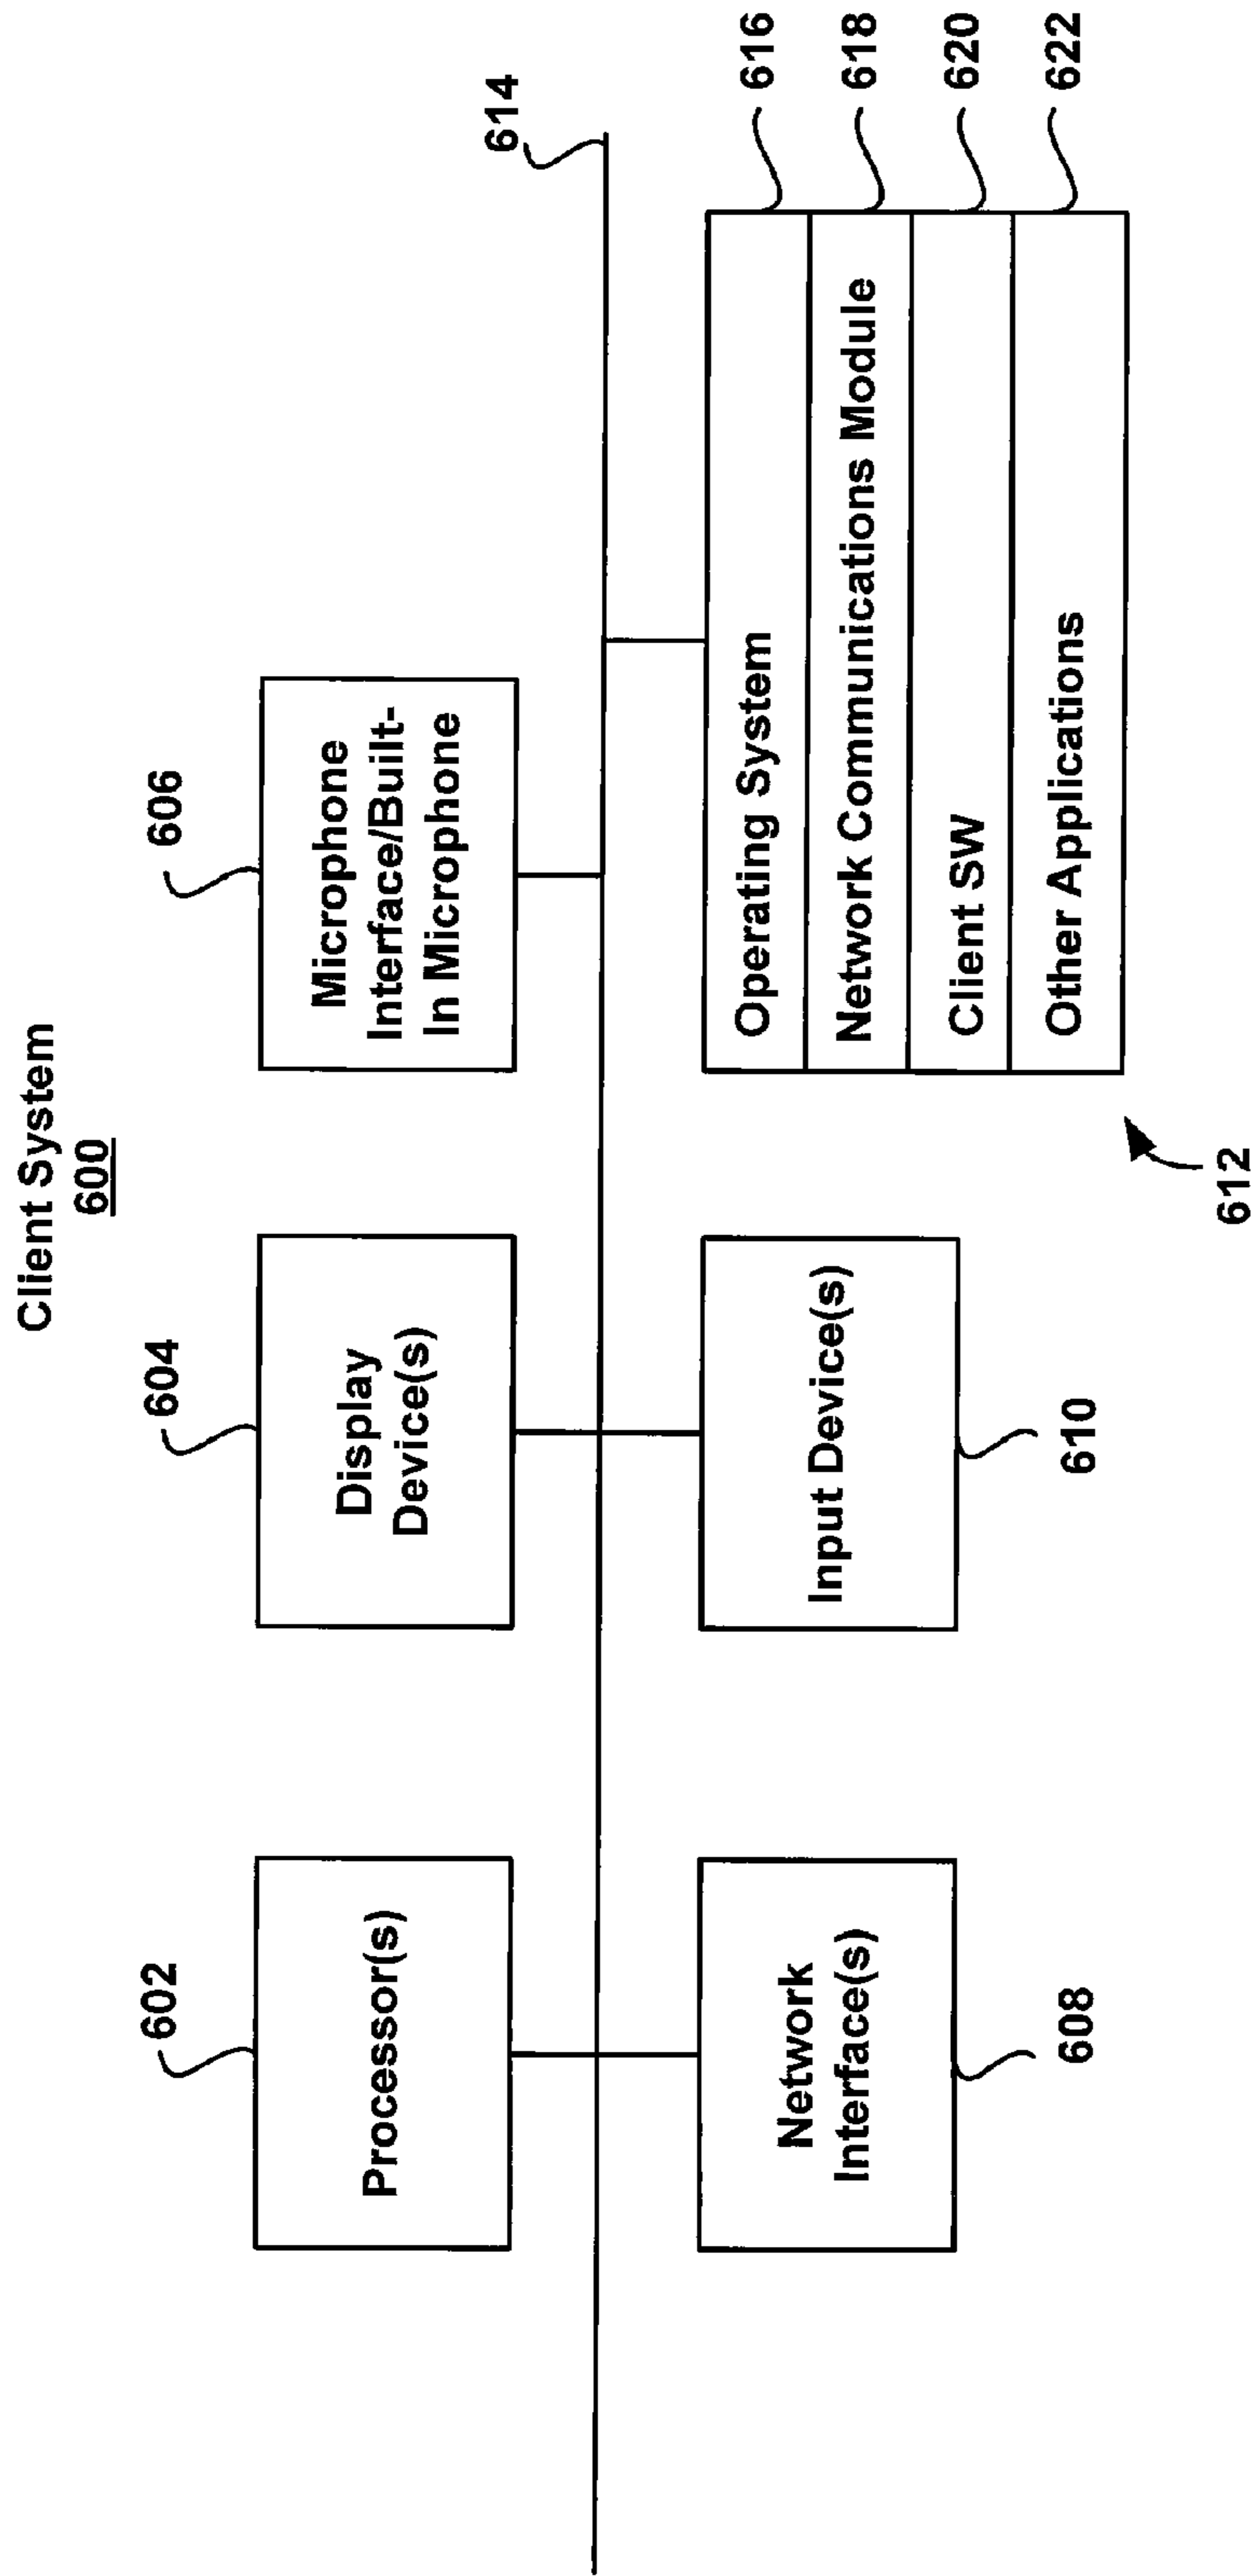 Client System
600
602
604
606
614
Processor(s)
Display
Device(s)
Microphone
Interface/Built-
In Microphone
Network
Interface(s)
Input Device(s)
Operating System
Network Communications Module
Client SW
Other Applications
616
618
620
622
608
610
612